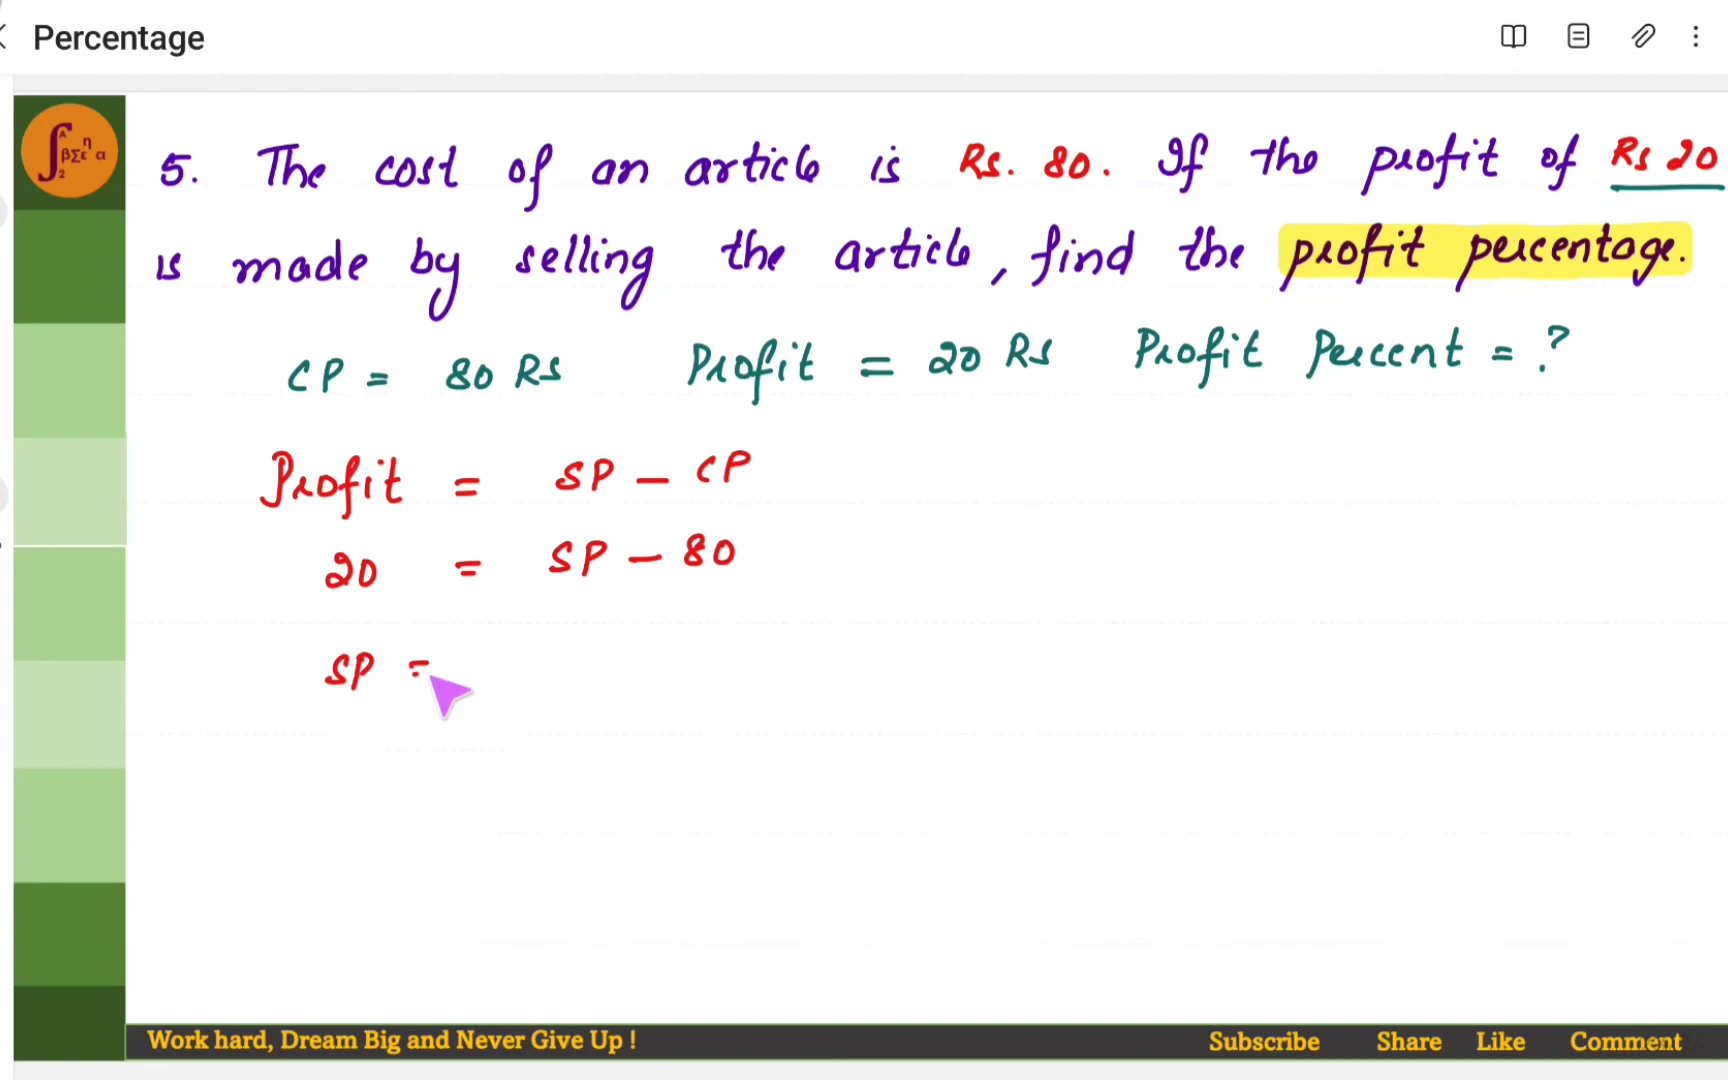 Percentage
5. The cost of an article is Rs. 80. If the profit of Rs 20
is made by selling the article, find the profit percentage.
CP = 80 Rs Profit = 20 Rs Profit Percent = ?
Profit = SP - CP
20 = SP - 80
SP =
Work hard, Dream Big and Never Give Up ! Subscribe Share Like Comment